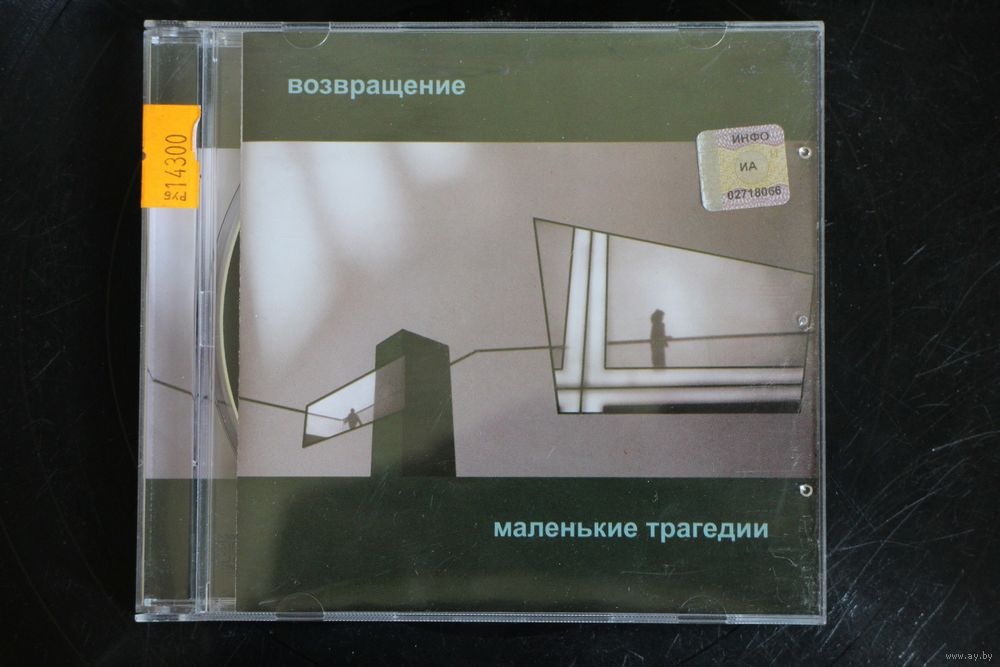 возвращение
ИНФО
ИА
Н
02718066
РУБ 14300
маленькие трагедии
www.ay.by